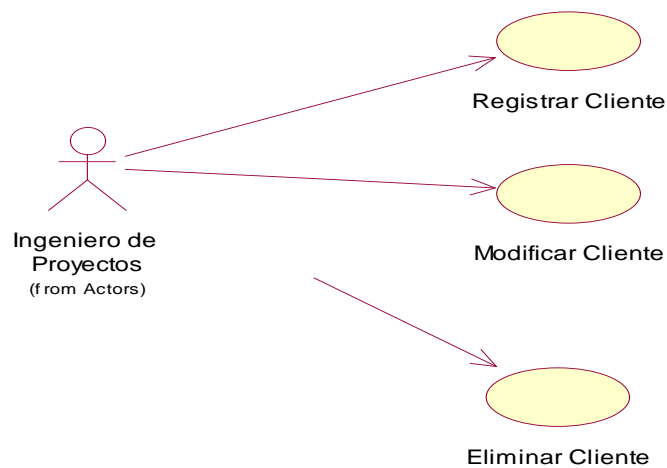 Registrar Cliente
Ingeniero de
Proyectos
(from Actors)
Modificar Cliente
Eliminar Cliente